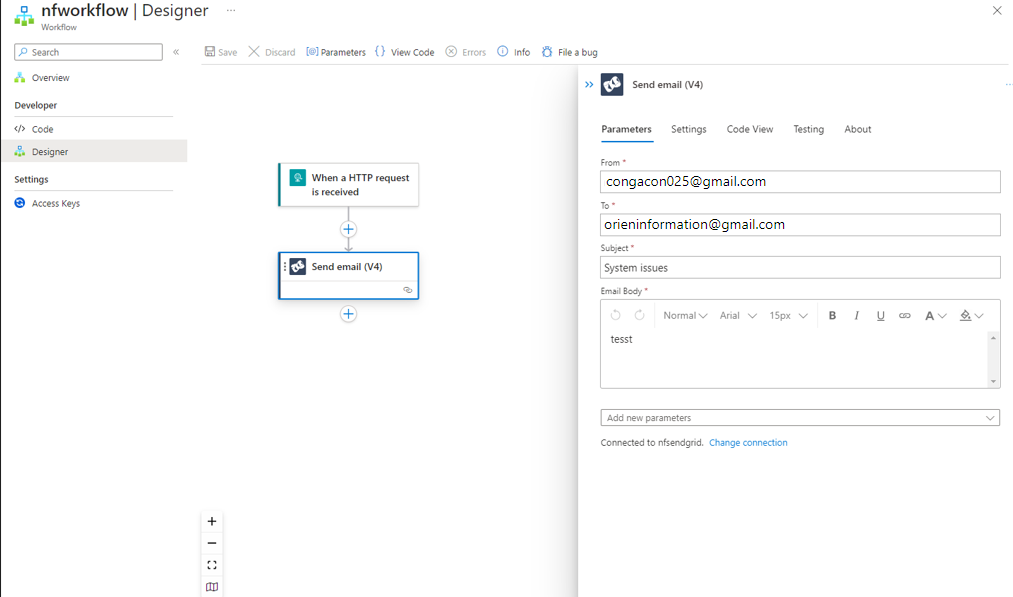 nfworkflow | Designer ...
Workflow
Search «
Save Discard Parameters View Code Errors Info File a bug
Overview
Developer
Code
Designer
Settings
Access Keys
When a HTTP request
is received
Send email (V4)
Send email (V4)
Parameters Settings Code View Testing About
From *
congacon025@gmail.com
To *
orieninformation@gmail.com
Subject *
System issues
Email Body *
Normal Arial 15px B I U A
tesst
Add new parameters
Connected to nfsendgrid. Change connection